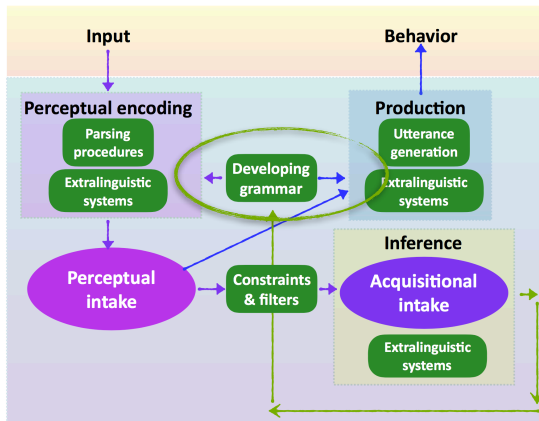 Input
Behavior
Perceptual encoding
Parsing
procedures
Extralinguistic
systems
Developing
grammar
Production
Utterance
generation
Extralinguistic
systems
Perceptual
intake
Constraints
& filters
Inference
Acquisitional
intake
Extralinguistic
systems